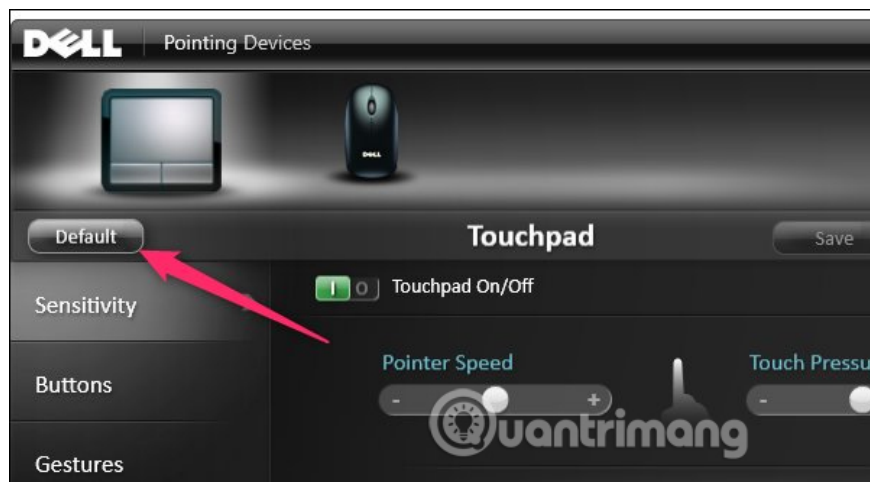 DELL Pointing Devices
DELL
Default Touchpad Save
Sensitivity
I O Touchpad On/Off
Pointer Speed Touch Pressu
Buttons
- + -
Quantrimang
Gestures